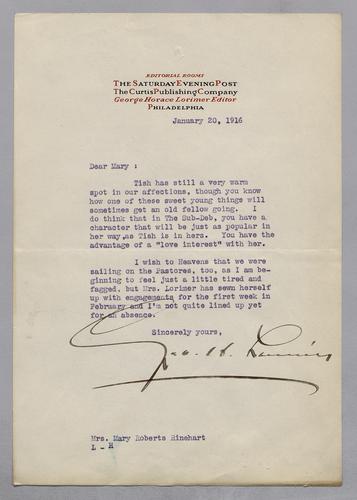 EDITORIAL ROOMS
THE SATURDAY EVENING POST
THE CURTIS PUBLISHING COMPANY
George Horace Lorimer Editor
PHILADELPHIA
January 20, 1916
Dear Mary :
Tish has still a very warm
spot in our affections, though you know
how one of these sweet young things will
sometimes get an old fellow going. I
do think that in The Sub-Deb, you have a
character that will be just as popular in
her way,as Tish is in hers. You have the
advantage of a "love interest" with her.
I wish to Heavens that we were
sailing on the Pastores, too, as I am be-
ginning to feel just a little tired and
fagged, but Mrs. Lorimer has sewn herself
up with engagements for the first week in
February and I'm not quite lined up yet
for an absence.
Sincerely yours,
Geo. H. Lorimer
Mrs. Mary Roberts Rinehart
L - H